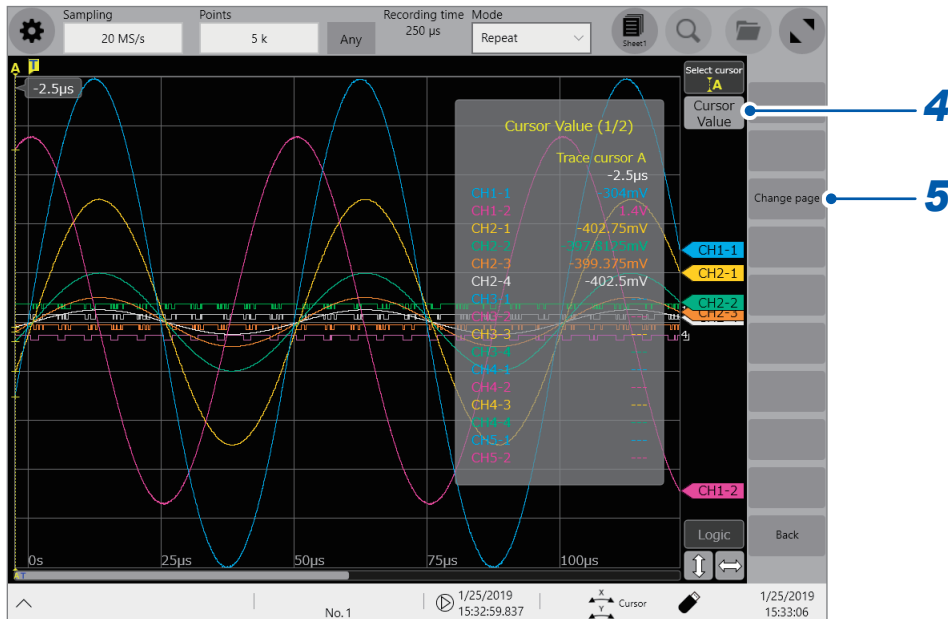 Sampling
20 MS/s
Points
5 k
Any
Recording time
250 μs
Mode
Repeat
Sheet1
A T
-2.5μs
Select cursor
A
Cursor
Value
4
Change page
5
Cursor Value (1/2)
Trace cursor A
-2.5μs
CH1-1 -304mV
CH1-2 1.4V
CH2-1 -402.75mV
CH2-2 -397.8125mV
CH2-3 -399.375mV
CH2-4 -402.5mV
CH3-1 ---
CH3-2 ---
CH3-3 ---
CH3-4 ---
CH4-1 ---
CH4-2 ---
CH4-3 ---
CH4-4 ---
CH5-1 ---
CH5-2 ---
CH1-1
CH2-1
CH2-2
CH2-3
CH1-2
Logic
Back
0s 25μs 50μs 75μs 100μs
A T
No. 1
1/25/2019
15:32:59.837
X
Y
Cursor
1/25/2019
15:33:06